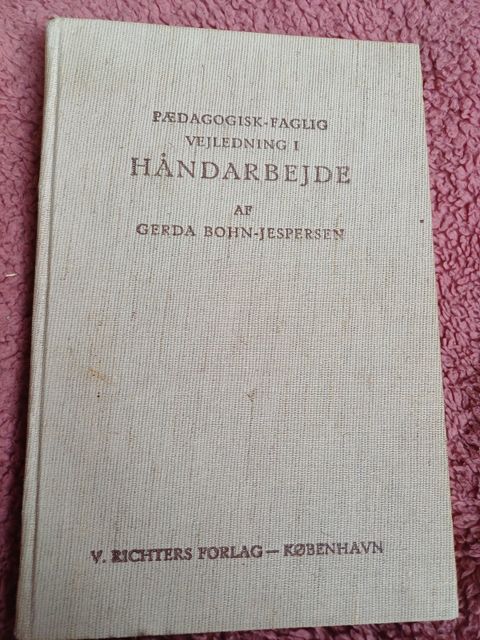 PÆDAGOGISK-FAGLIG
VEJLEDNING I
HÅNDARBEJDE
AF
GERDA BOHN-JESPERSEN
V. RICHTERS FORLAG — KØBENHAVN